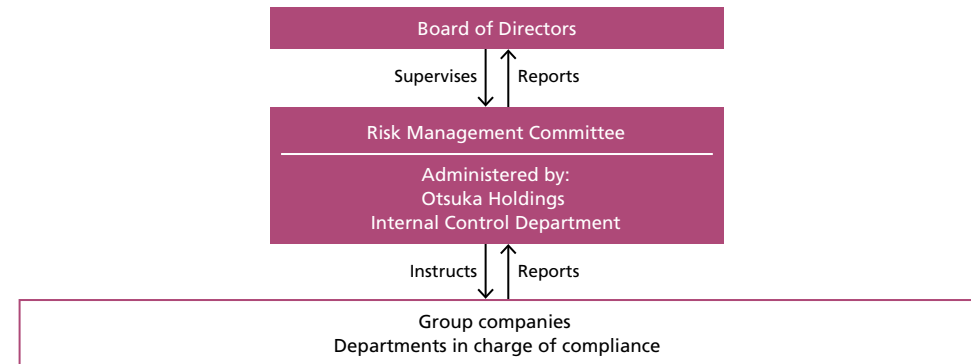 Board of Directors
Supervises
Reports
Risk Management Committee
Administered by:
Otsuka Holdings
Internal Control Department
Instructs
Reports
Group companies
Departments in charge of compliance